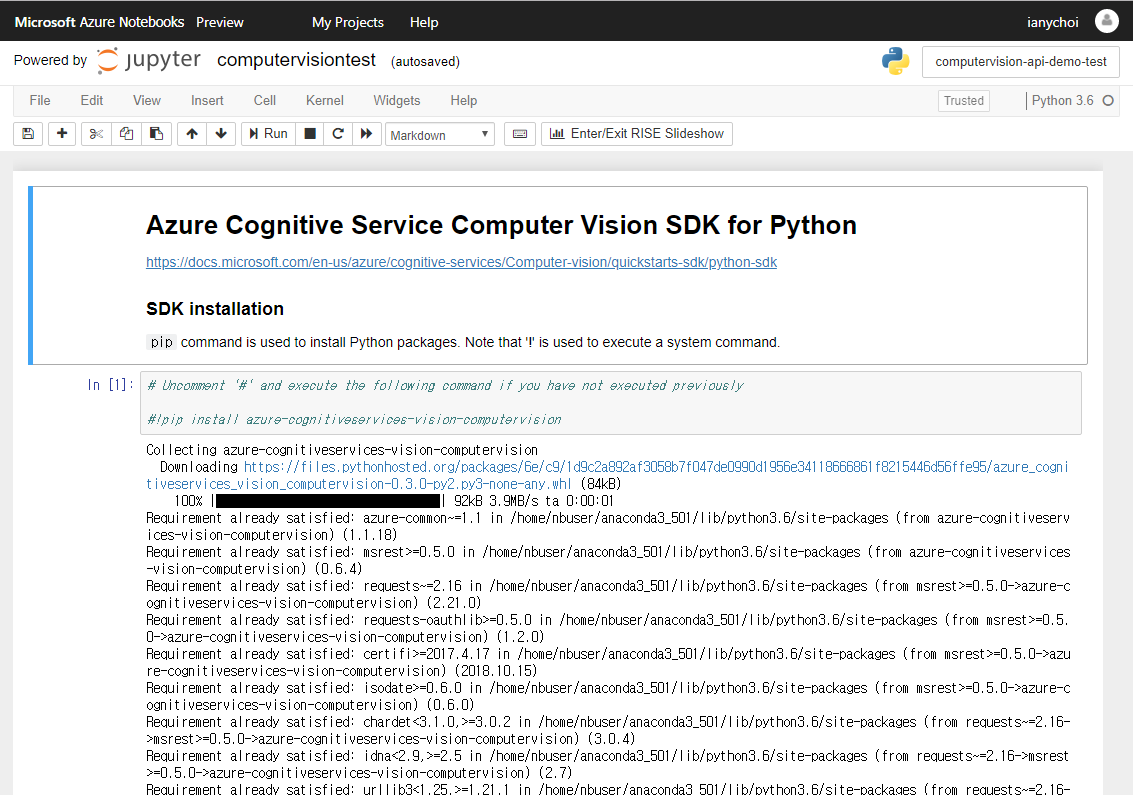 Microsoft Azure Notebooks Preview My Projects Help ianychoi
Powered by jupyter computervisiontest (autosaved) computervision-api-demo-test
File Edit View Insert Cell Kernel Widgets Help Trusted Python 3.6
Run Markdown Enter/Exit RISE Slideshow
Azure Cognitive Service Computer Vision SDK for Python
https://docs.microsoft.com/en-us/azure/cognitive-services/Computer-vision/quickstarts-sdk/python-sdk
SDK installation
pip command is used to install Python packages. Note that '!' is used to execute a system command.
In [1]: # Uncomment '#' and execute the following command if you have not executed previously
#!pip install azure-cognitiveservices-vision-computervision
Collecting azure-cognitiveservices-vision-computervision
Downloading https://files.pythonhosted.org/packages/6e/c9/1d9c2a892af3058b7f047de0990d1956e34118666861f8215446d56ffe95/azure_cogni
tiveservices_vision_computervision-0.3.0-py2.py3-none-any.whl (84kB)
100% |████████████████████████████████| 92kB 3.9MB/s ta 0:00:01
Requirement already satisfied: azure-common~=1.1 in /home/nbuser/anaconda3_501/lib/python3.6/site-packages (from azure-cognitiveserv
ices-vision-computervision) (1.1.18)
Requirement already satisfied: msrest>=0.5.0 in /home/nbuser/anaconda3_501/lib/python3.6/site-packages (from azure-cognitiveservices
-vision-computervision) (0.6.4)
Requirement already satisfied: requests~=2.16 in /home/nbuser/anaconda3_501/lib/python3.6/site-packages (from msrest>=0.5.0->azure-c
ognitiveservices-vision-computervision) (2.21.0)
Requirement already satisfied: requests-oauthlib>=0.5.0 in /home/nbuser/anaconda3_501/lib/python3.6/site-packages (from msrest>=0.5.
0->azure-cognitiveservices-vision-computervision) (1.2.0)
Requirement already satisfied: certifi>=2017.4.17 in /home/nbuser/anaconda3_501/lib/python3.6/site-packages (from msrest>=0.5.0->azu
re-cognitiveservices-vision-computervision) (2018.10.15)
Requirement already satisfied: isodate>=0.6.0 in /home/nbuser/anaconda3_501/lib/python3.6/site-packages (from msrest>=0.5.0->azure-c
ognitiveservices-vision-computervision) (0.6.0)
Requirement already satisfied: chardet<3.1.0,>=3.0.2 in /home/nbuser/anaconda3_501/lib/python3.6/site-packages (from requests~=2.16-
>msrest>=0.5.0->azure-cognitiveservices-vision-computervision) (3.0.4)
Requirement already satisfied: idna<2.9,>=2.5 in /home/nbuser/anaconda3_501/lib/python3.6/site-packages (from requests~=2.16->msrest
>=0.5.0->azure-cognitiveservices-vision-computervision) (2.7)
Requirement already satisfied: urllib3<1.25,>=1.21.1 in /home/nbuser/anaconda3_501/lib/python3.6/site-packages (from requests~=2.16-